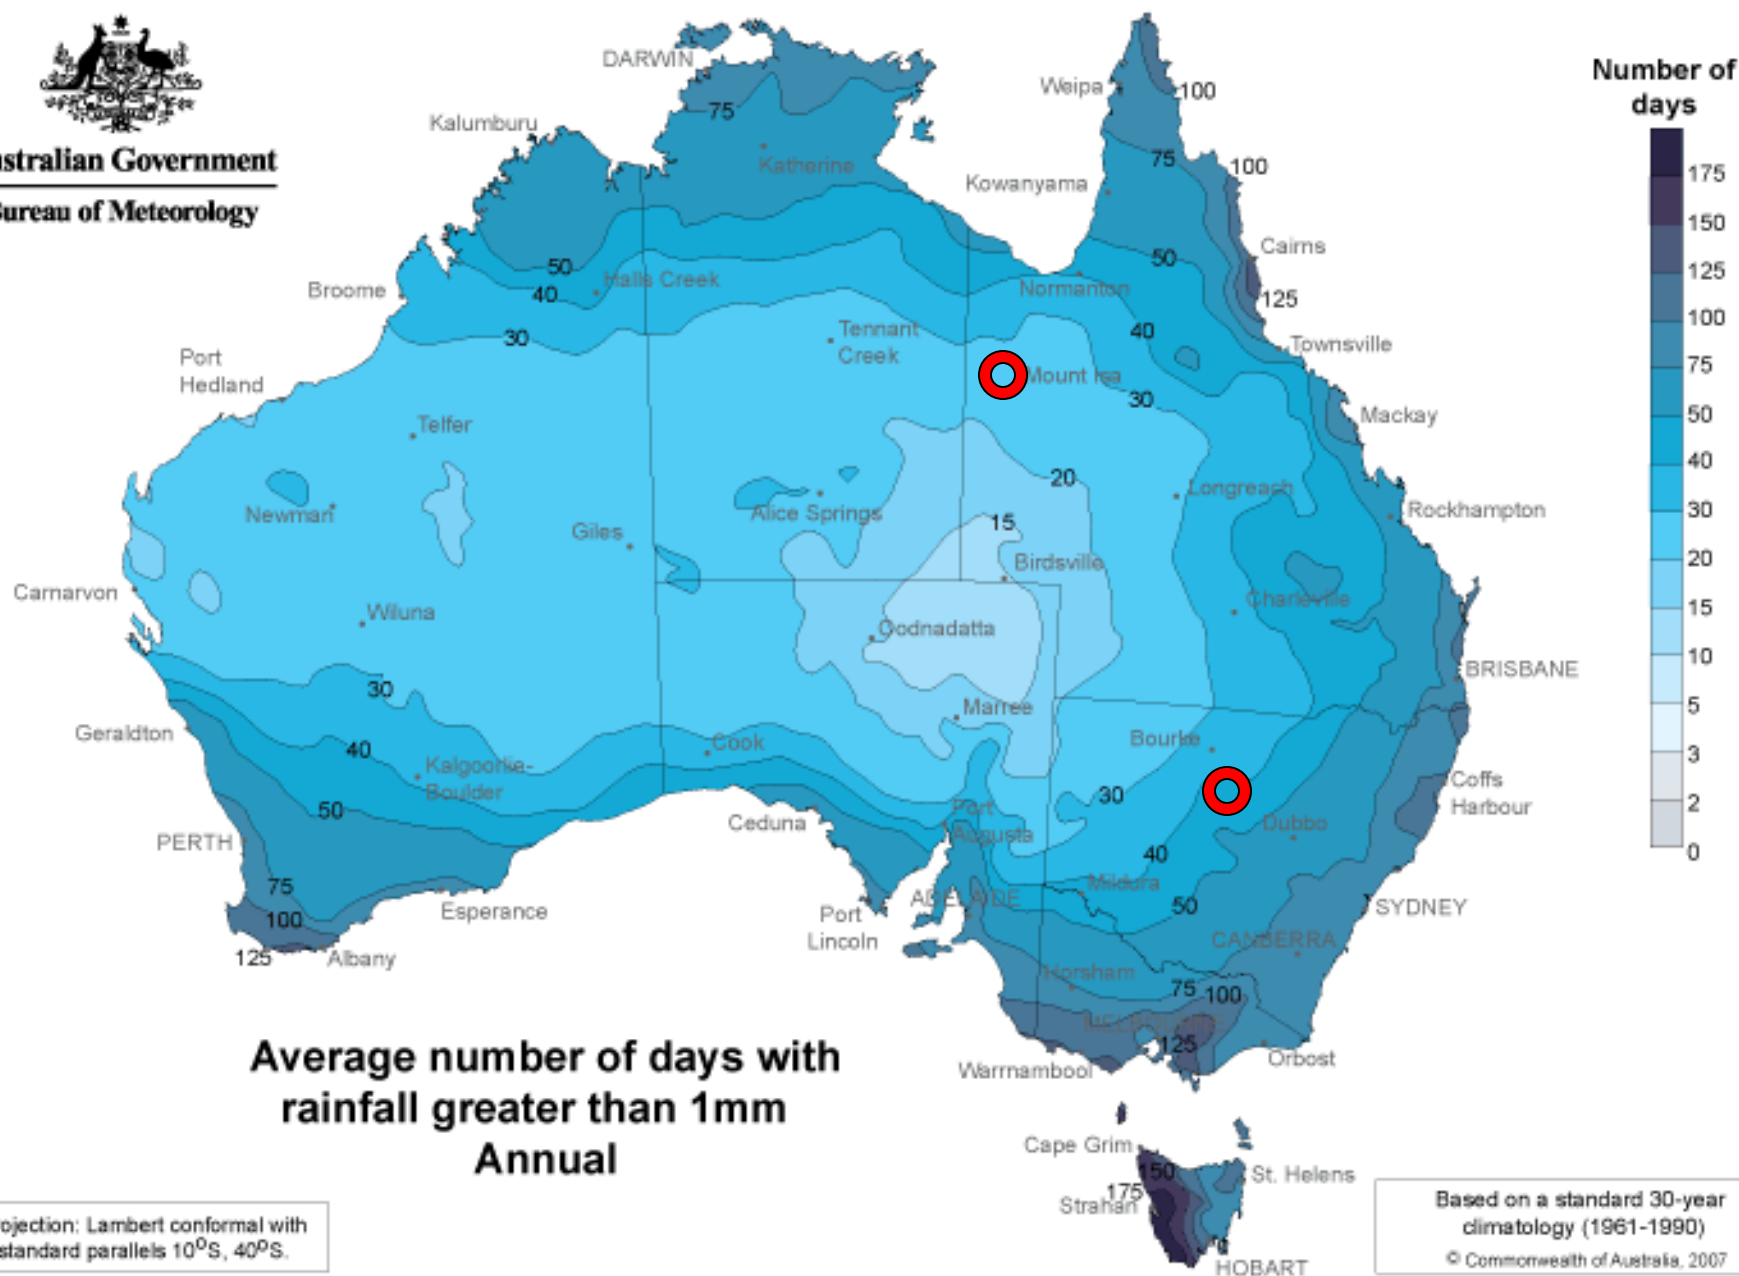 ustralian Government
Bureau of Meteorology
DARWIN
Weipa
100
Kalumburu
75
Katherine
75
100
Kowanyama
Cairns
50
Halls Creek
50
Broome
40
Normanton
125
30
Tennant
Creek
40
Townsville
Port
Hedland
Mount Isa
30
Mackay
Telfer
20
Longreach
Newman
Alice Springs
15
Rockhampton
Giles
Birdsville
Carnarvon
Wiluna
Oodnadatta
Charleville
BRISBANE
30
Marree
Geraldton
40
Cook
Bourke
Kalgoorlie-
Boulder
Coffs
Harbour
50
30
Port
Augusta
Ceduna
Dubbo
PERTH
40
Mildura
75
100
Esperance
Port
Lincoln
ADELAIDE
50
SYDNEY
CANBERRA
125
Albany
Horsham
75
100
MELBOURNE
125
Warrnambool
Orbost
Cape Grim
150
St. Helens
175
Strahan
HOBART
Number of
days
175
150
125
100
75
50
40
30
20
15
10
5
3
2
0
Average number of days with
rainfall greater than 1mm
Annual
rojection: Lambert conformal with
standard parallels 10°S, 40°S.
Based on a standard 30-year
climatology (1961-1990)
© Commonwealth of Australia, 2007